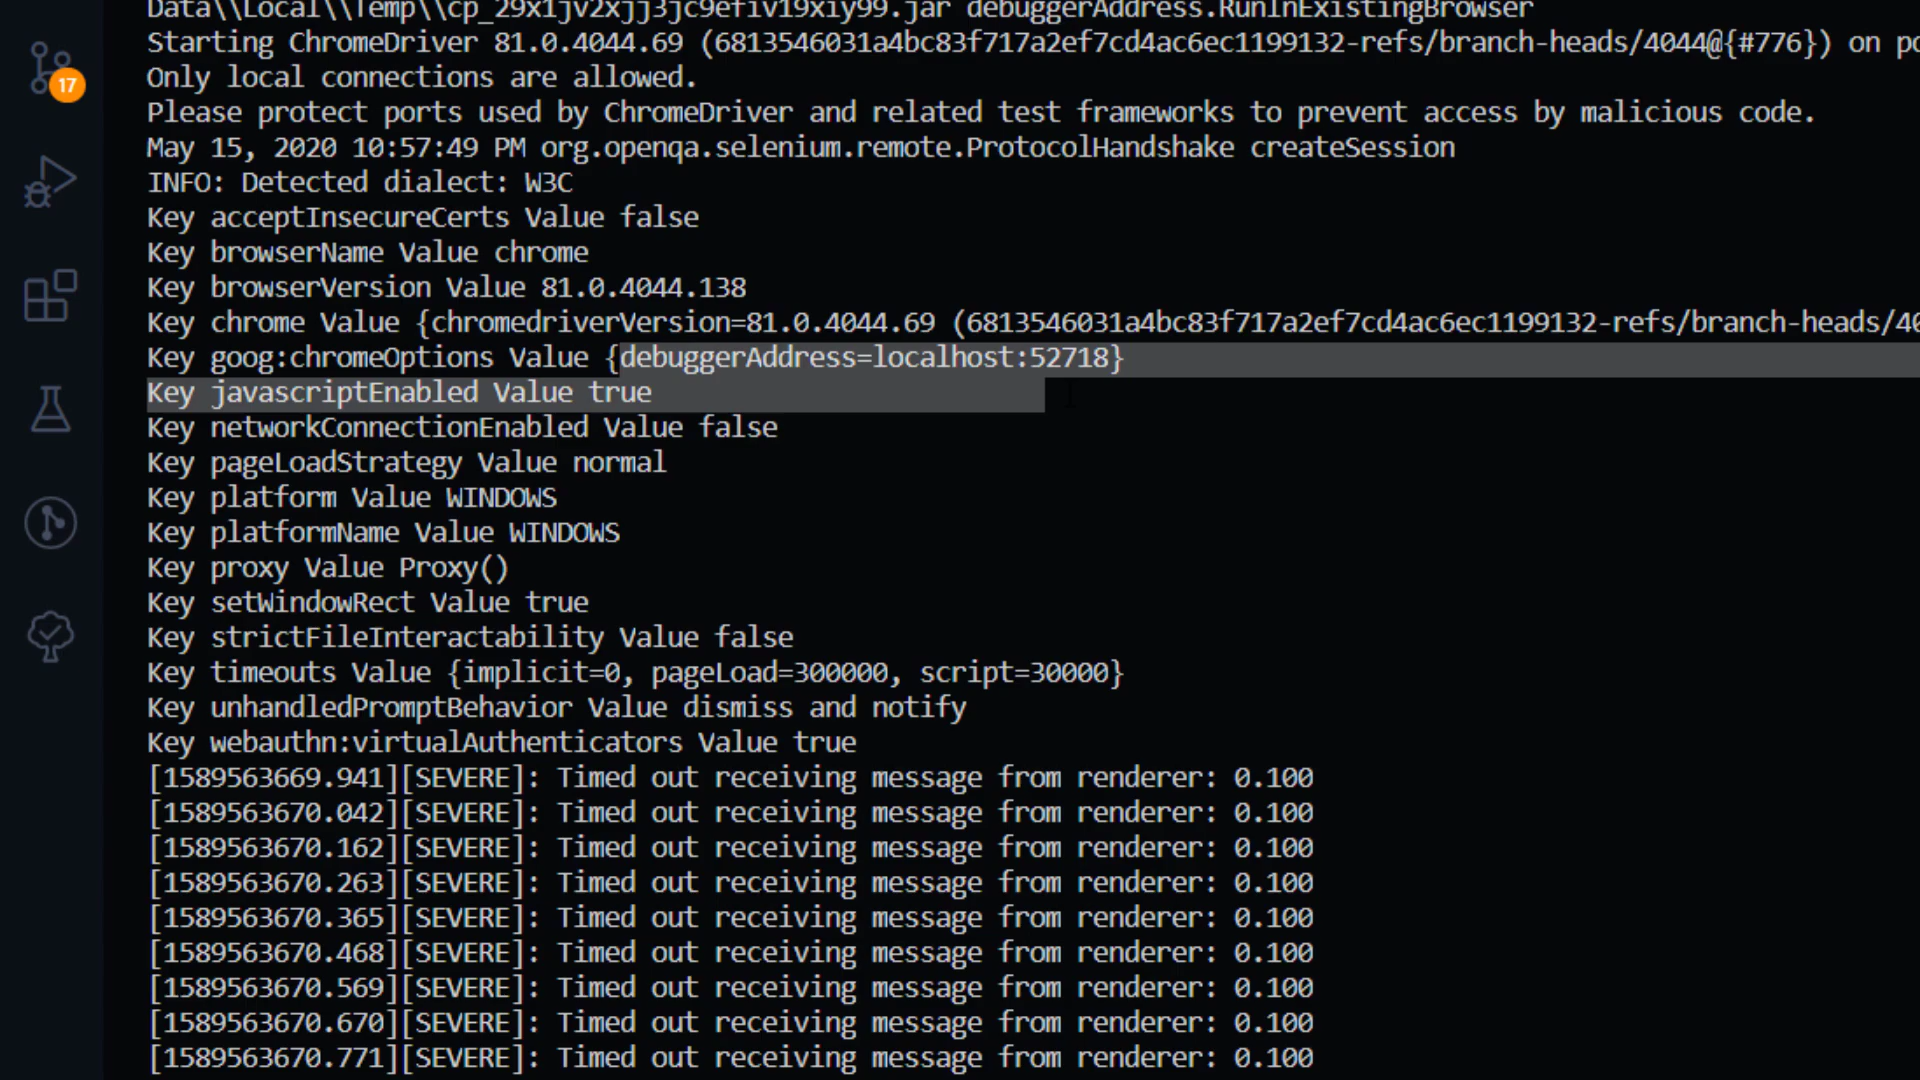 Data\\Local\\Temp\\cp_29x1jv2xjj3jc9efiv19xiy99.jar debuggerAddress.RunInExistingBrowser
Starting ChromeDriver 81.0.4044.69 (6813546031a4bc83f717a2ef7cd4ac6ec1199132-refs/branch-heads/4044@{#776}) on po
Only local connections are allowed.
Please protect ports used by ChromeDriver and related test frameworks to prevent access by malicious code.
May 15, 2020 10:57:49 PM org.openqa.selenium.remote.ProtocolHandshake createSession
INFO: Detected dialect: W3C
Key acceptInsecureCerts Value false
Key browserName Value chrome
Key browserVersion Value 81.0.4044.138
Key chrome Value {chromedriverVersion=81.0.4044.69 (6813546031a4bc83f717a2ef7cd4ac6ec1199132-refs/branch-heads/40
Key goog:chromeOptions Value {debuggerAddress=localhost:52718}
Key javascriptEnabled Value true
Key networkConnectionEnabled Value false
Key pageLoadStrategy Value normal
Key platform Value WINDOWS
Key platformName Value WINDOWS
Key proxy Value Proxy()
Key setWindowRect Value true
Key strictFileInteractability Value false
Key timeouts Value {implicit=0, pageLoad=300000, script=30000}
Key unhandledPromptBehavior Value dismiss and notify
Key webauthn:virtualAuthenticators Value true
[1589563669.941][SEVERE]: Timed out receiving message from renderer: 0.100
[1589563670.042][SEVERE]: Timed out receiving message from renderer: 0.100
[1589563670.162][SEVERE]: Timed out receiving message from renderer: 0.100
[1589563670.263][SEVERE]: Timed out receiving message from renderer: 0.100
[1589563670.365][SEVERE]: Timed out receiving message from renderer: 0.100
[1589563670.468][SEVERE]: Timed out receiving message from renderer: 0.100
[1589563670.569][SEVERE]: Timed out receiving message from renderer: 0.100
[1589563670.670][SEVERE]: Timed out receiving message from renderer: 0.100
[1589563670.771][SEVERE]: Timed out receiving message from renderer: 0.100
17